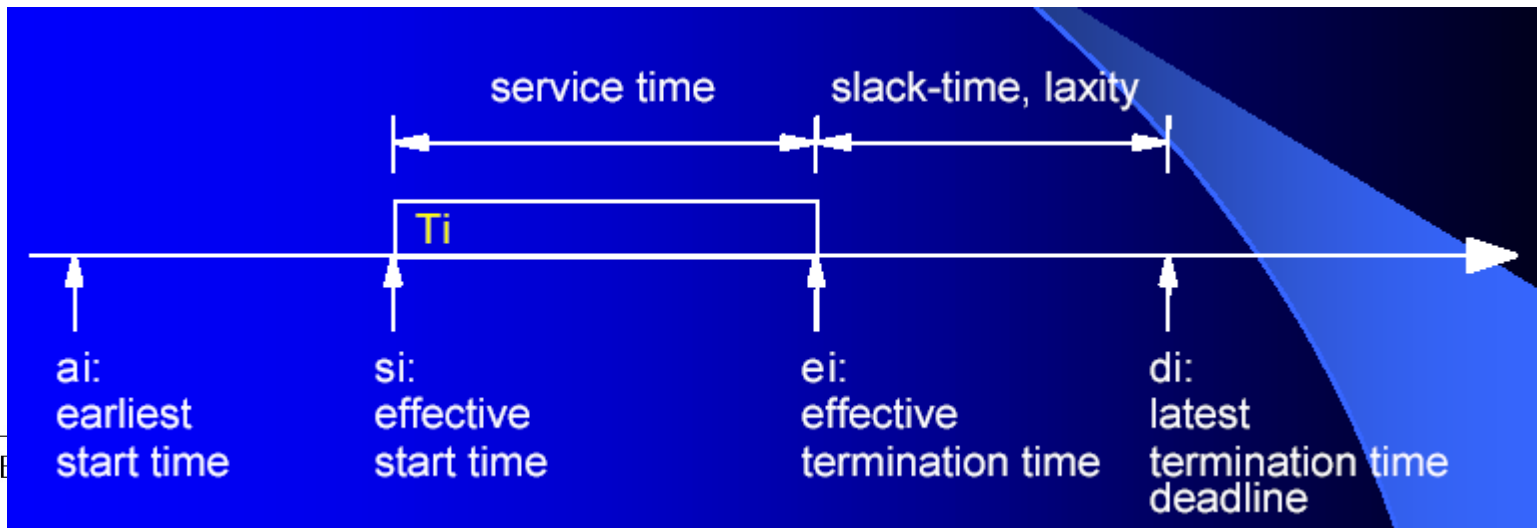 service time
slack-time, laxity
Ti
ai:
earliest
start time
si:
effective
start time
ei:
effective
termination time
di:
latest
termination time
deadline